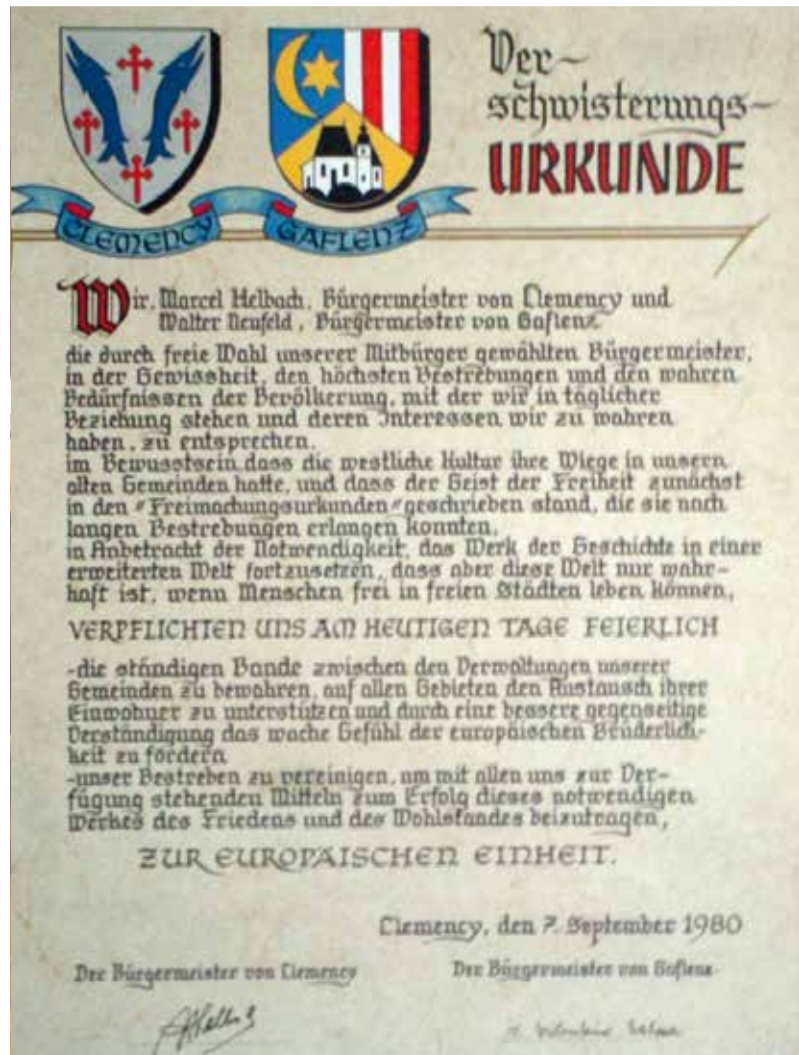 Ver-
schwisterungs-
URKUNDE
CLEMENCY
GAFLENZ
Wir, Marcel Helbach, Bürgermeister von Clemency und
Walter Neufeld, Bürgermeister von Gaflenz
die durch freie Wahl unserer Mitbürger gewählten Bürgermeister,
in der Gewissheit, den höchsten Bestrebungen und den wahren
Bedürfnissen der Bevölkerung, mit der wir in täglicher
Beziehung stehen und deren Interessen wir zu wahren
haben, zu entsprechen,
im Bewusstsein dass die westliche Kultur ihre Wiege in unsern
alten Gemeinden hatte, und dass der Geist der Freiheit zunächst
in den "Freimachungsurkunden" geschrieben stand, die sie nach
langen Bestrebungen erlangen konnten,
in Anbetracht der Notwendigkeit, das Werk der Geschichte in einer
erweiterten Welt fortzusetzen, dass aber diese Welt nur wahr-
haft ist, wenn Menschen frei in freien Städten leben können,
VERPFLICHTEN UNS AM HEUTIGEN TAGE FEIERLICH
-die ständigen Bande zwischen den Verwaltungen unserer
Gemeinden zu bewahren, auf allen Gebieten den Austausch ihrer
Einwohner zu unterstützen und durch eine bessere gegenseitige
Verständigung das wache Gefühl der europäischen Brüderlich-
keit zu fördern
-unser Bestreben zu vereinigen, um mit allen uns zur Ver-
fügung stehenden Mitteln zum Erfolg dieses notwendigen
Werkes des Friedens und des Wohlstandes beizutragen,
ZUR EUROPÄISCHEN EINHEIT.
Clemency, den 7. September 1980
Der Bürgermeister von Clemency
Der Bürgermeister von Gaflenz